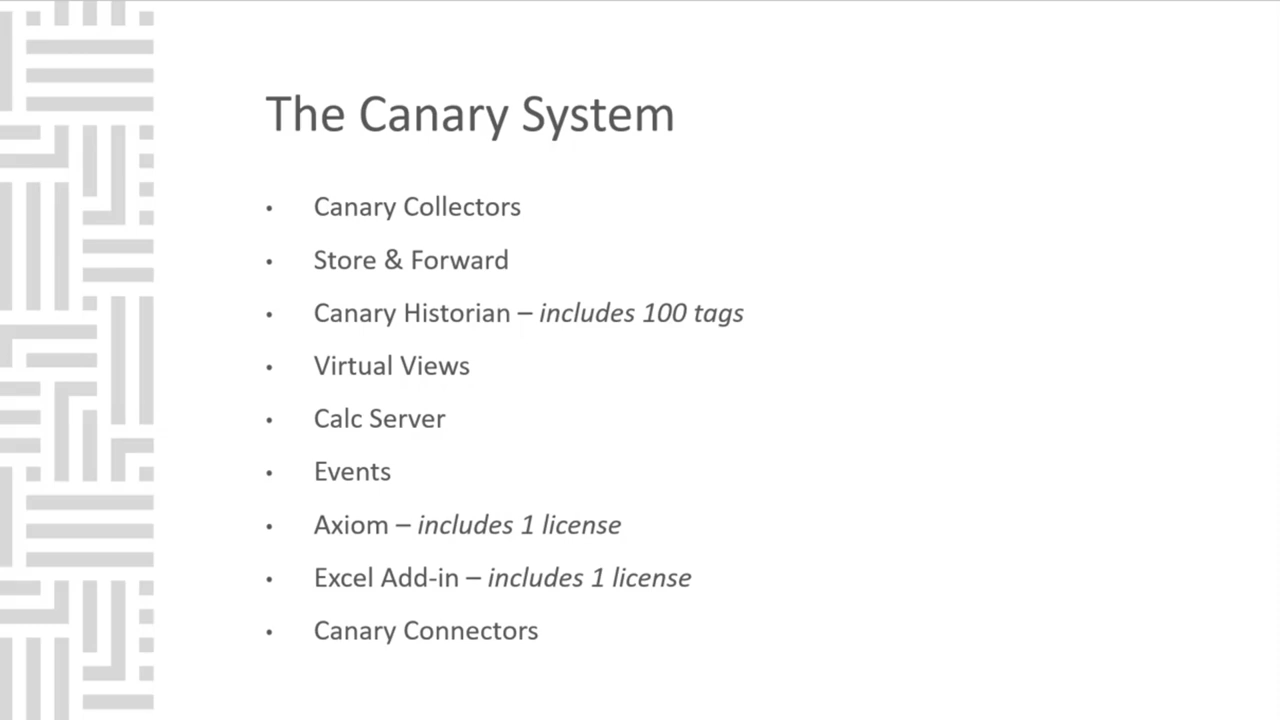 The Canary System
• Canary Collectors
• Store & Forward
• Canary Historian – includes 100 tags
• Virtual Views
• Calc Server
• Events
• Axiom – includes 1 license
• Excel Add-in – includes 1 license
• Canary Connectors